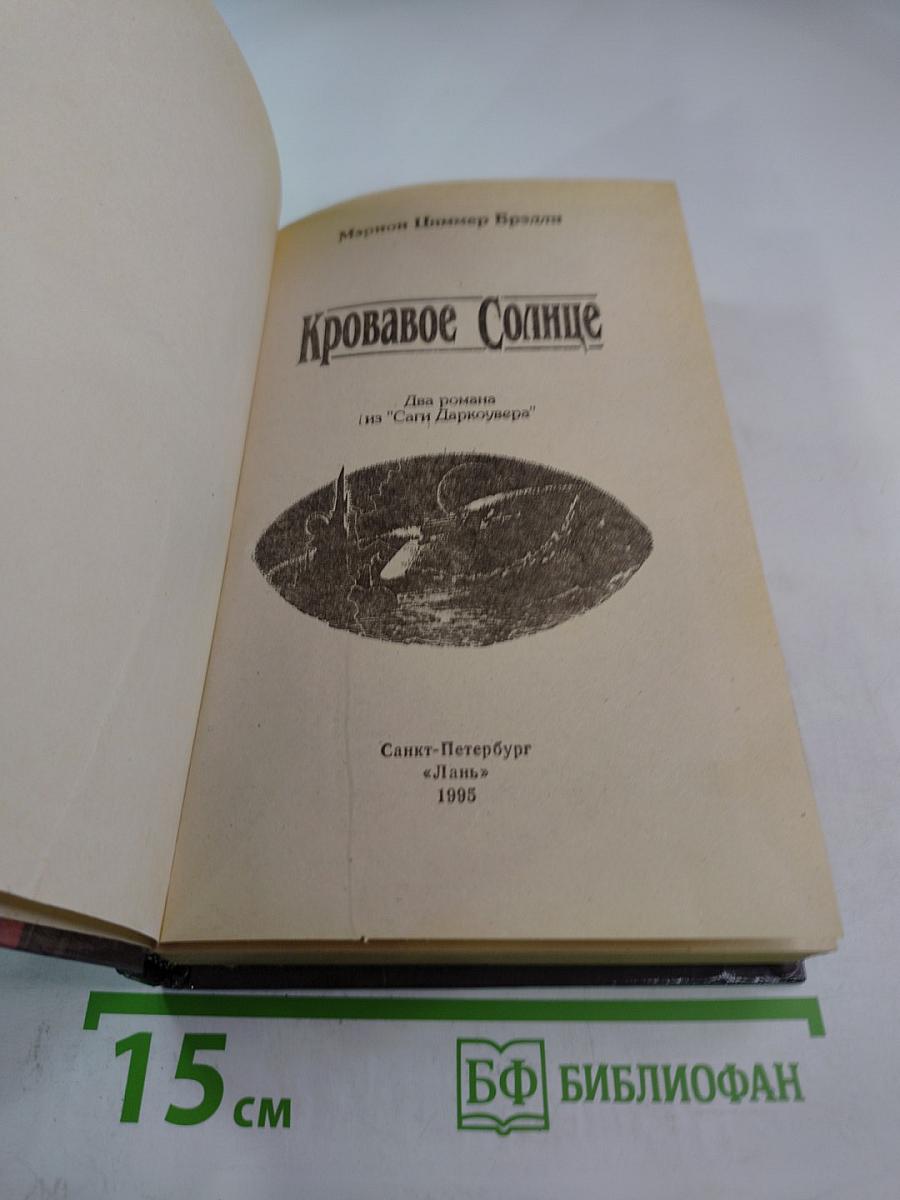 Мэрион Циммер Брэдли
Кровавое Солнце
Два романа
из "Саги Даркоувера"
Санкт-Петербург
«Лань»
1995
15 см
БФ БИБЛИОФАН